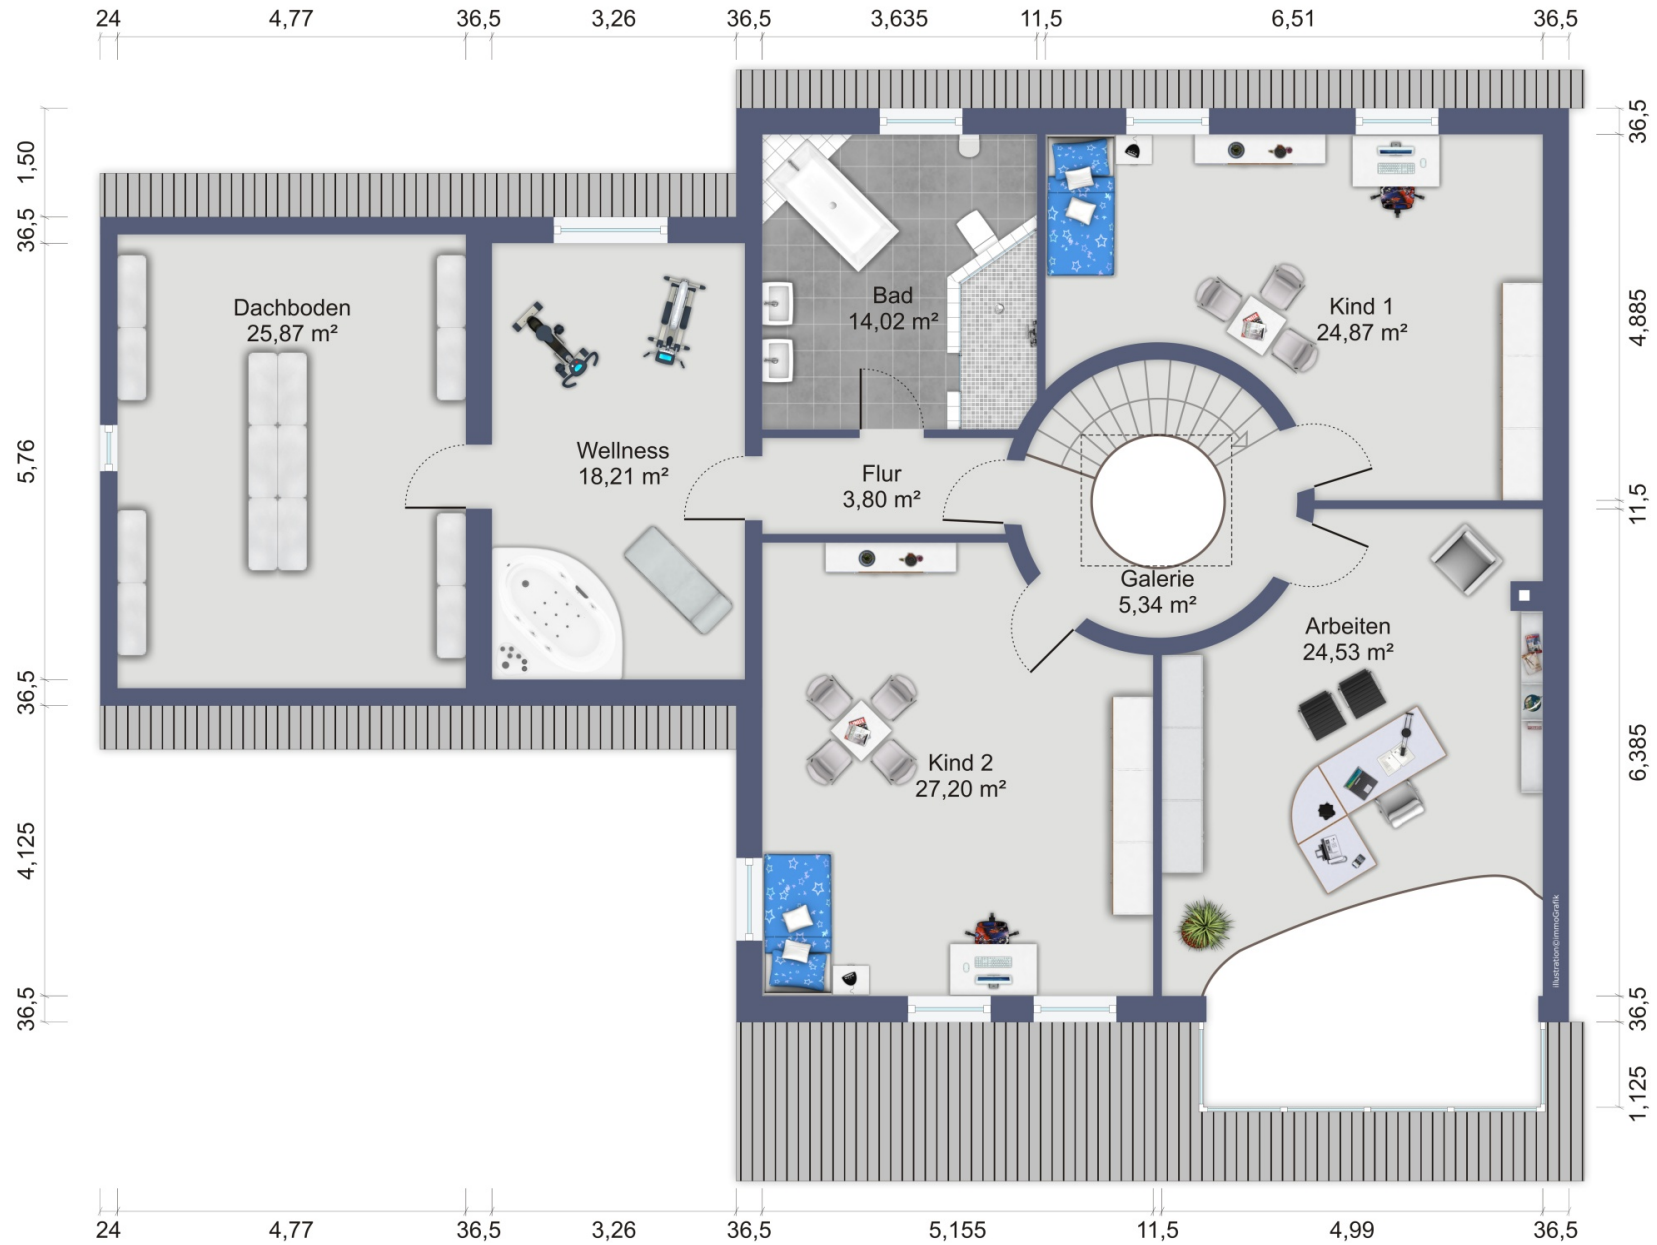 24 4,77 36,5 3,26 36,5 3,635 11,5 6,51 36,5
1,50
36,5
5,76
36,5
4,125
36,5
Dachboden
25,87 m²
Wellness
18,21 m²
Bad
14,02 m²
Flur
3,80 m²
Kind 1
24,87 m²
Galerie
5,34 m²
Arbeiten
24,53 m²
Kind 2
27,20 m²
illustration©immoGrafik
36,5
4,885
11,5
6,385
36,5
1,125
24 4,77 36,5 3,26 36,5 5,155 11,5 4,99 36,5